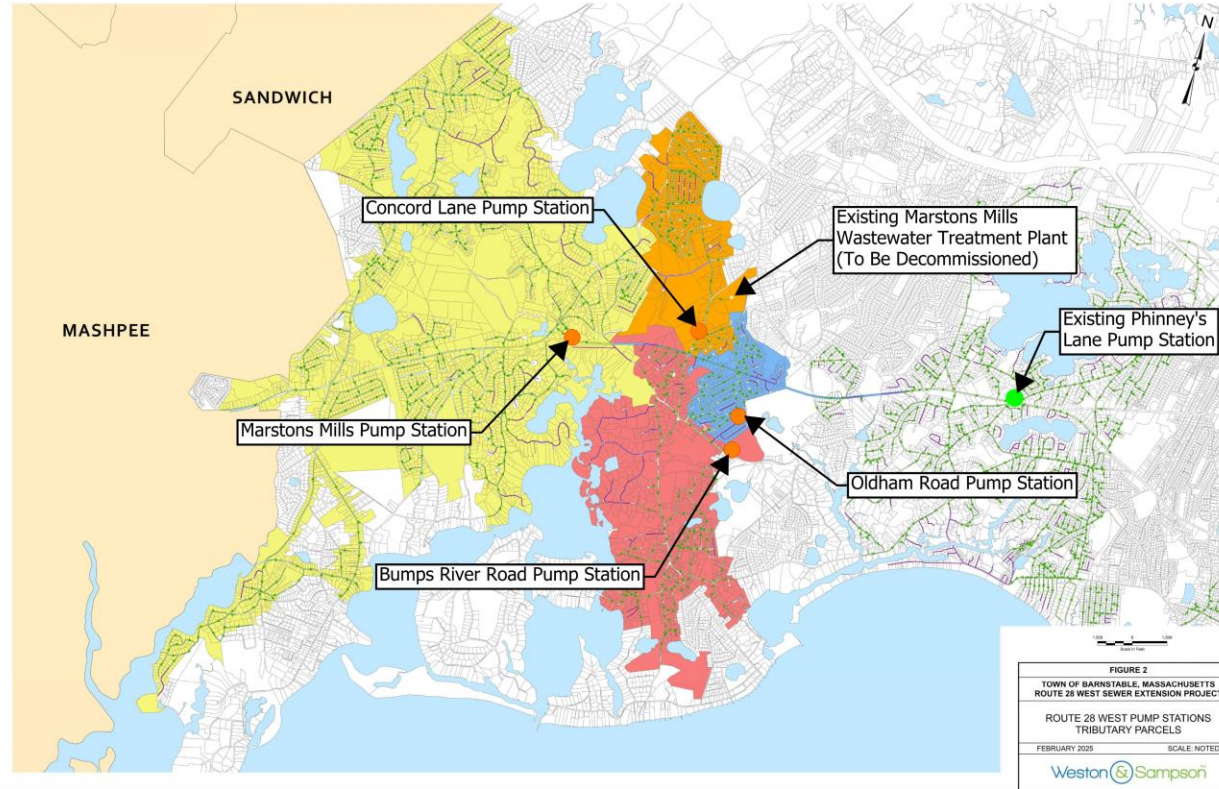 N
SANDWICH
Concord Lane Pump Station
Existing Marstons Mills
Wastewater Treatment Plant
(To Be Decommissioned)
MASHPEE
Existing Phinney's
Lane Pump Station
Marstons Mills Pump Station
Oldham Road Pump Station
Bumps River Road Pump Station
Scale In Feet
FIGURE 2
TOWN OF BARNSTABLE, MASSACHUSETTS
ROUTE 28 WEST SEWER EXTENSION PROJECT
ROUTE 28 WEST PUMP STATIONS
TRIBUTARY PARCELS
FEBRUARY 2025 SCALE: NOTED
Weston & Sampson